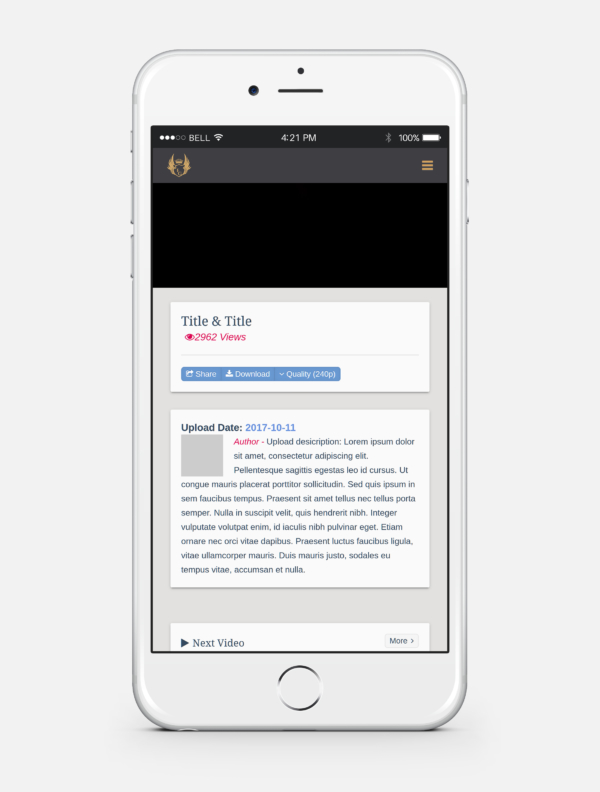 BELL 4:21 PM 100%
Title & Title
2962 Views
Share Download Quality (240p)
Upload Date: 2017-10-11
Author - Upload desicription: Lorem ipsum dolor
sit amet, consectetur adipiscing elit.
Pellentesque sagittis egestas leo id cursus. Ut
congue mauris placerat porttitor sollicitudin. Sed quis ipsum in
sem faucibus tempus. Praesent sit amet tellus nec tellus porta
semper. Nulla in suscipit velit, quis hendrerit nibh. Integer
vulputate volutpat enim, id iaculis nibh pulvinar eget. Etiam
ornare nec orci vitae dapibus. Praesent luctus faucibus ligula,
vitae ullamcorper mauris. Duis mauris justo, sodales eu
tempus vitae, accumsan et nulla.
Next Video More